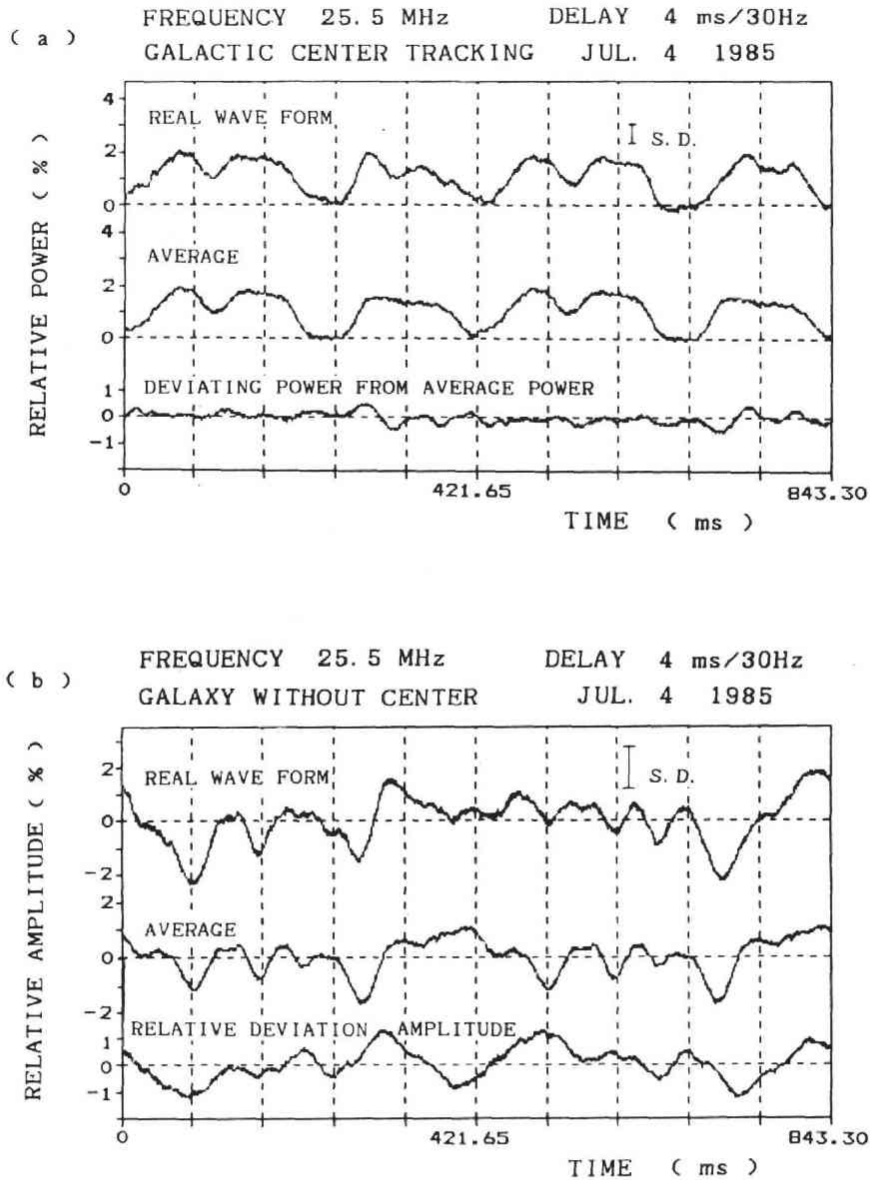 ( a )
FREQUENCY 25.5 MHz DELAY 4 ms/30Hz
GALACTIC CENTER TRACKING JUL. 4 1985
RELATIVE POWER ( % )
4
REAL WAVE FORM
S. D.
2
0
4
AVERAGE
2
0
DEVIATING POWER FROM AVERAGE POWER
1
0
-1
0 421.65 843.30
TIME ( ms )
( b )
FREQUENCY 25.5 MHz DELAY 4 ms/30Hz
GALAXY WITHOUT CENTER JUL. 4 1985
RELATIVE AMPLITUDE ( % )
2
REAL WAVE FORM
S. D.
0
-2
2
AVERAGE
0
-2
RELATIVE DEVIATION AMPLITUDE
1
0
-1
0 421.65 843.30
TIME ( ms )